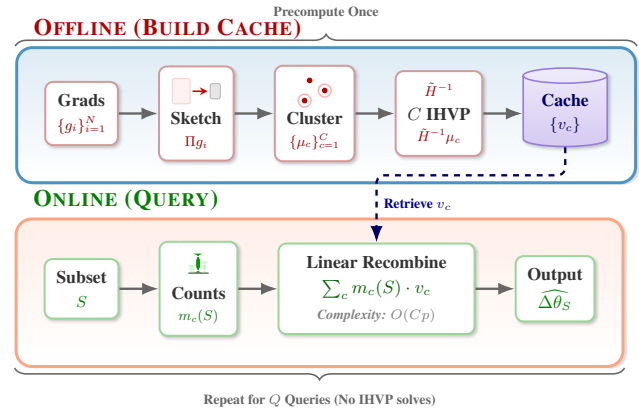 Precompute Once
OFFLINE (BUILD CACHE)
Grads
{g_i}_{i=1}^N
Sketch
Πg_i
Cluster
{μ_c}_{c=1}^C
H̃^{-1}
C IHVP
H̃^{-1}μ_c
Cache
{v_c}
ONLINE (QUERY)
Retrieve v_c
Subset
S
Counts
m_c(S)
Linear Recombine
∑_c m_c(S) · v_c
Complexity: O(Cp)
Output
\widehat{Δθ_S}
Repeat for Q Queries (No IHVP solves)